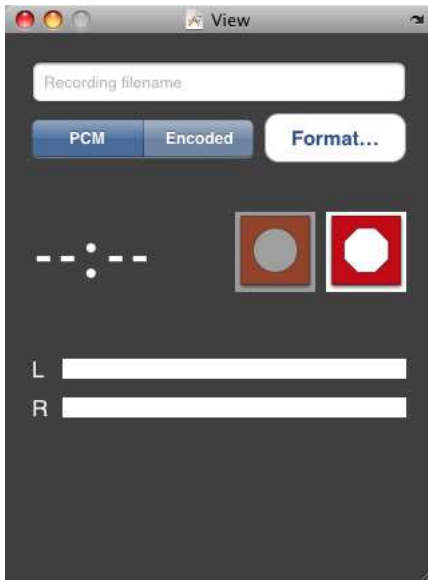 View
Recording filename
PCM Encoded Format...
--:--
L
R